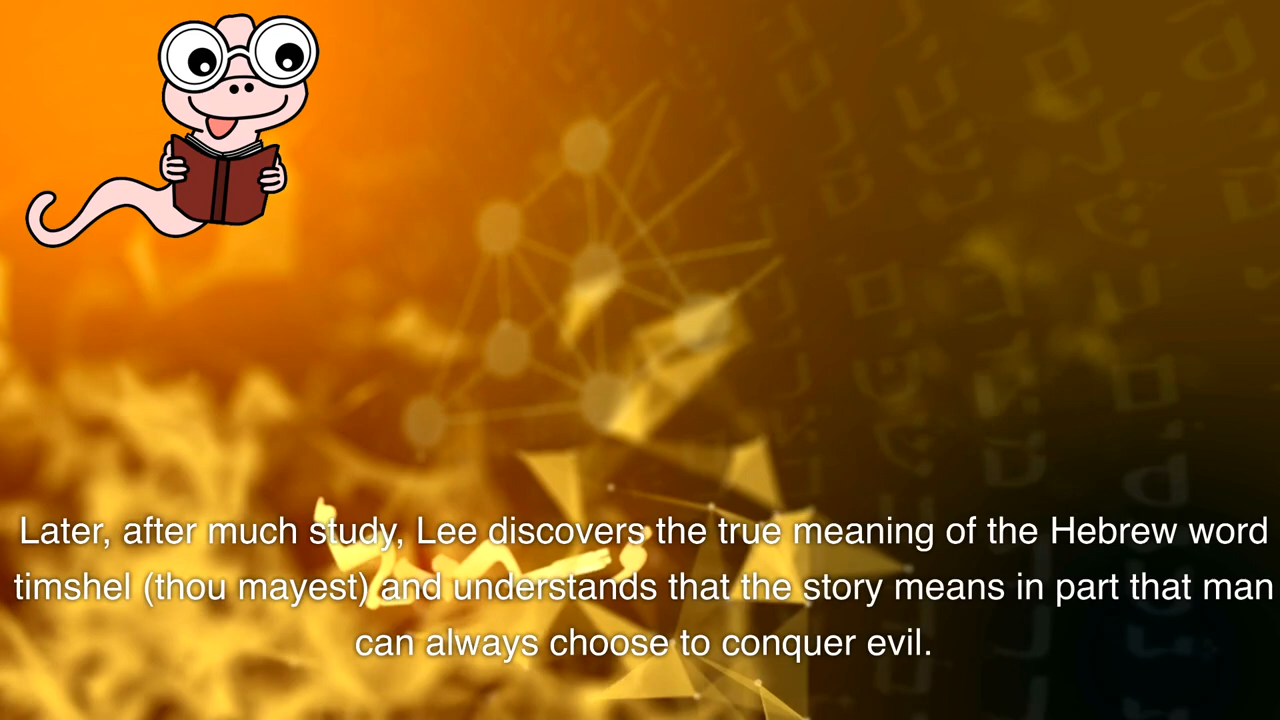 Later, after much study, Lee discovers the true meaning of the Hebrew word
timshel (thou mayest) and understands that the story means in part that man
can always choose to conquer evil.